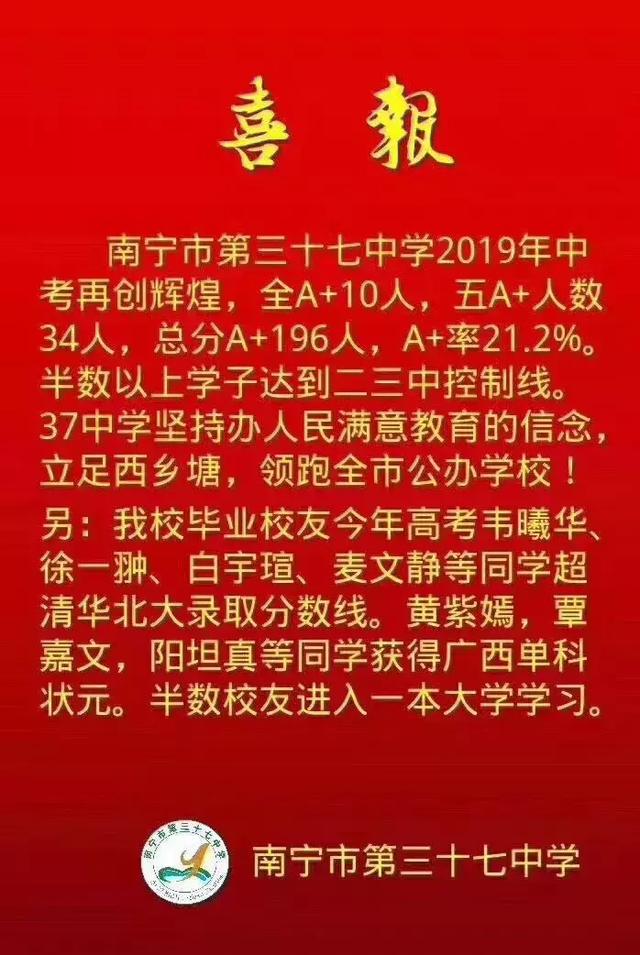 喜報
南宁市第三十七中学2019年中
考再创辉煌，全A+10人，五A+人数
34人，总分A+196人，A+率21.2%。
半数以上学子达到二三中控制线。
37中学坚持办人民满意教育的信念，
立足西乡塘，领跑全市公办学校！
另：我校毕业校友今年高考韦曦华、
徐一翀、白宇瑄、麦文静等同学超
清华北大录取分数线。黄紫嫣，覃
嘉文，阳坦真等同学获得广西单科
状元。半数校友进入一本大学学习。
南宁市第三十七中学
南宁市第三十七中学